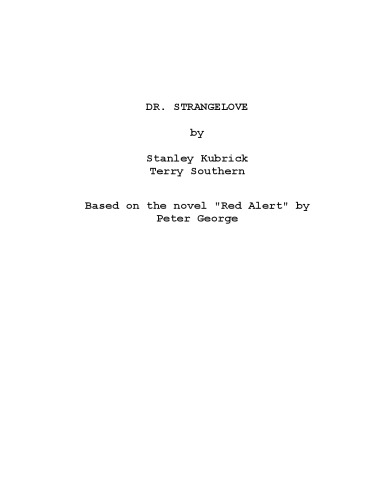 DR. STRANGELOVE
by
Stanley Kubrick
Terry Southern
Based on the novel "Red Alert" by
Peter George